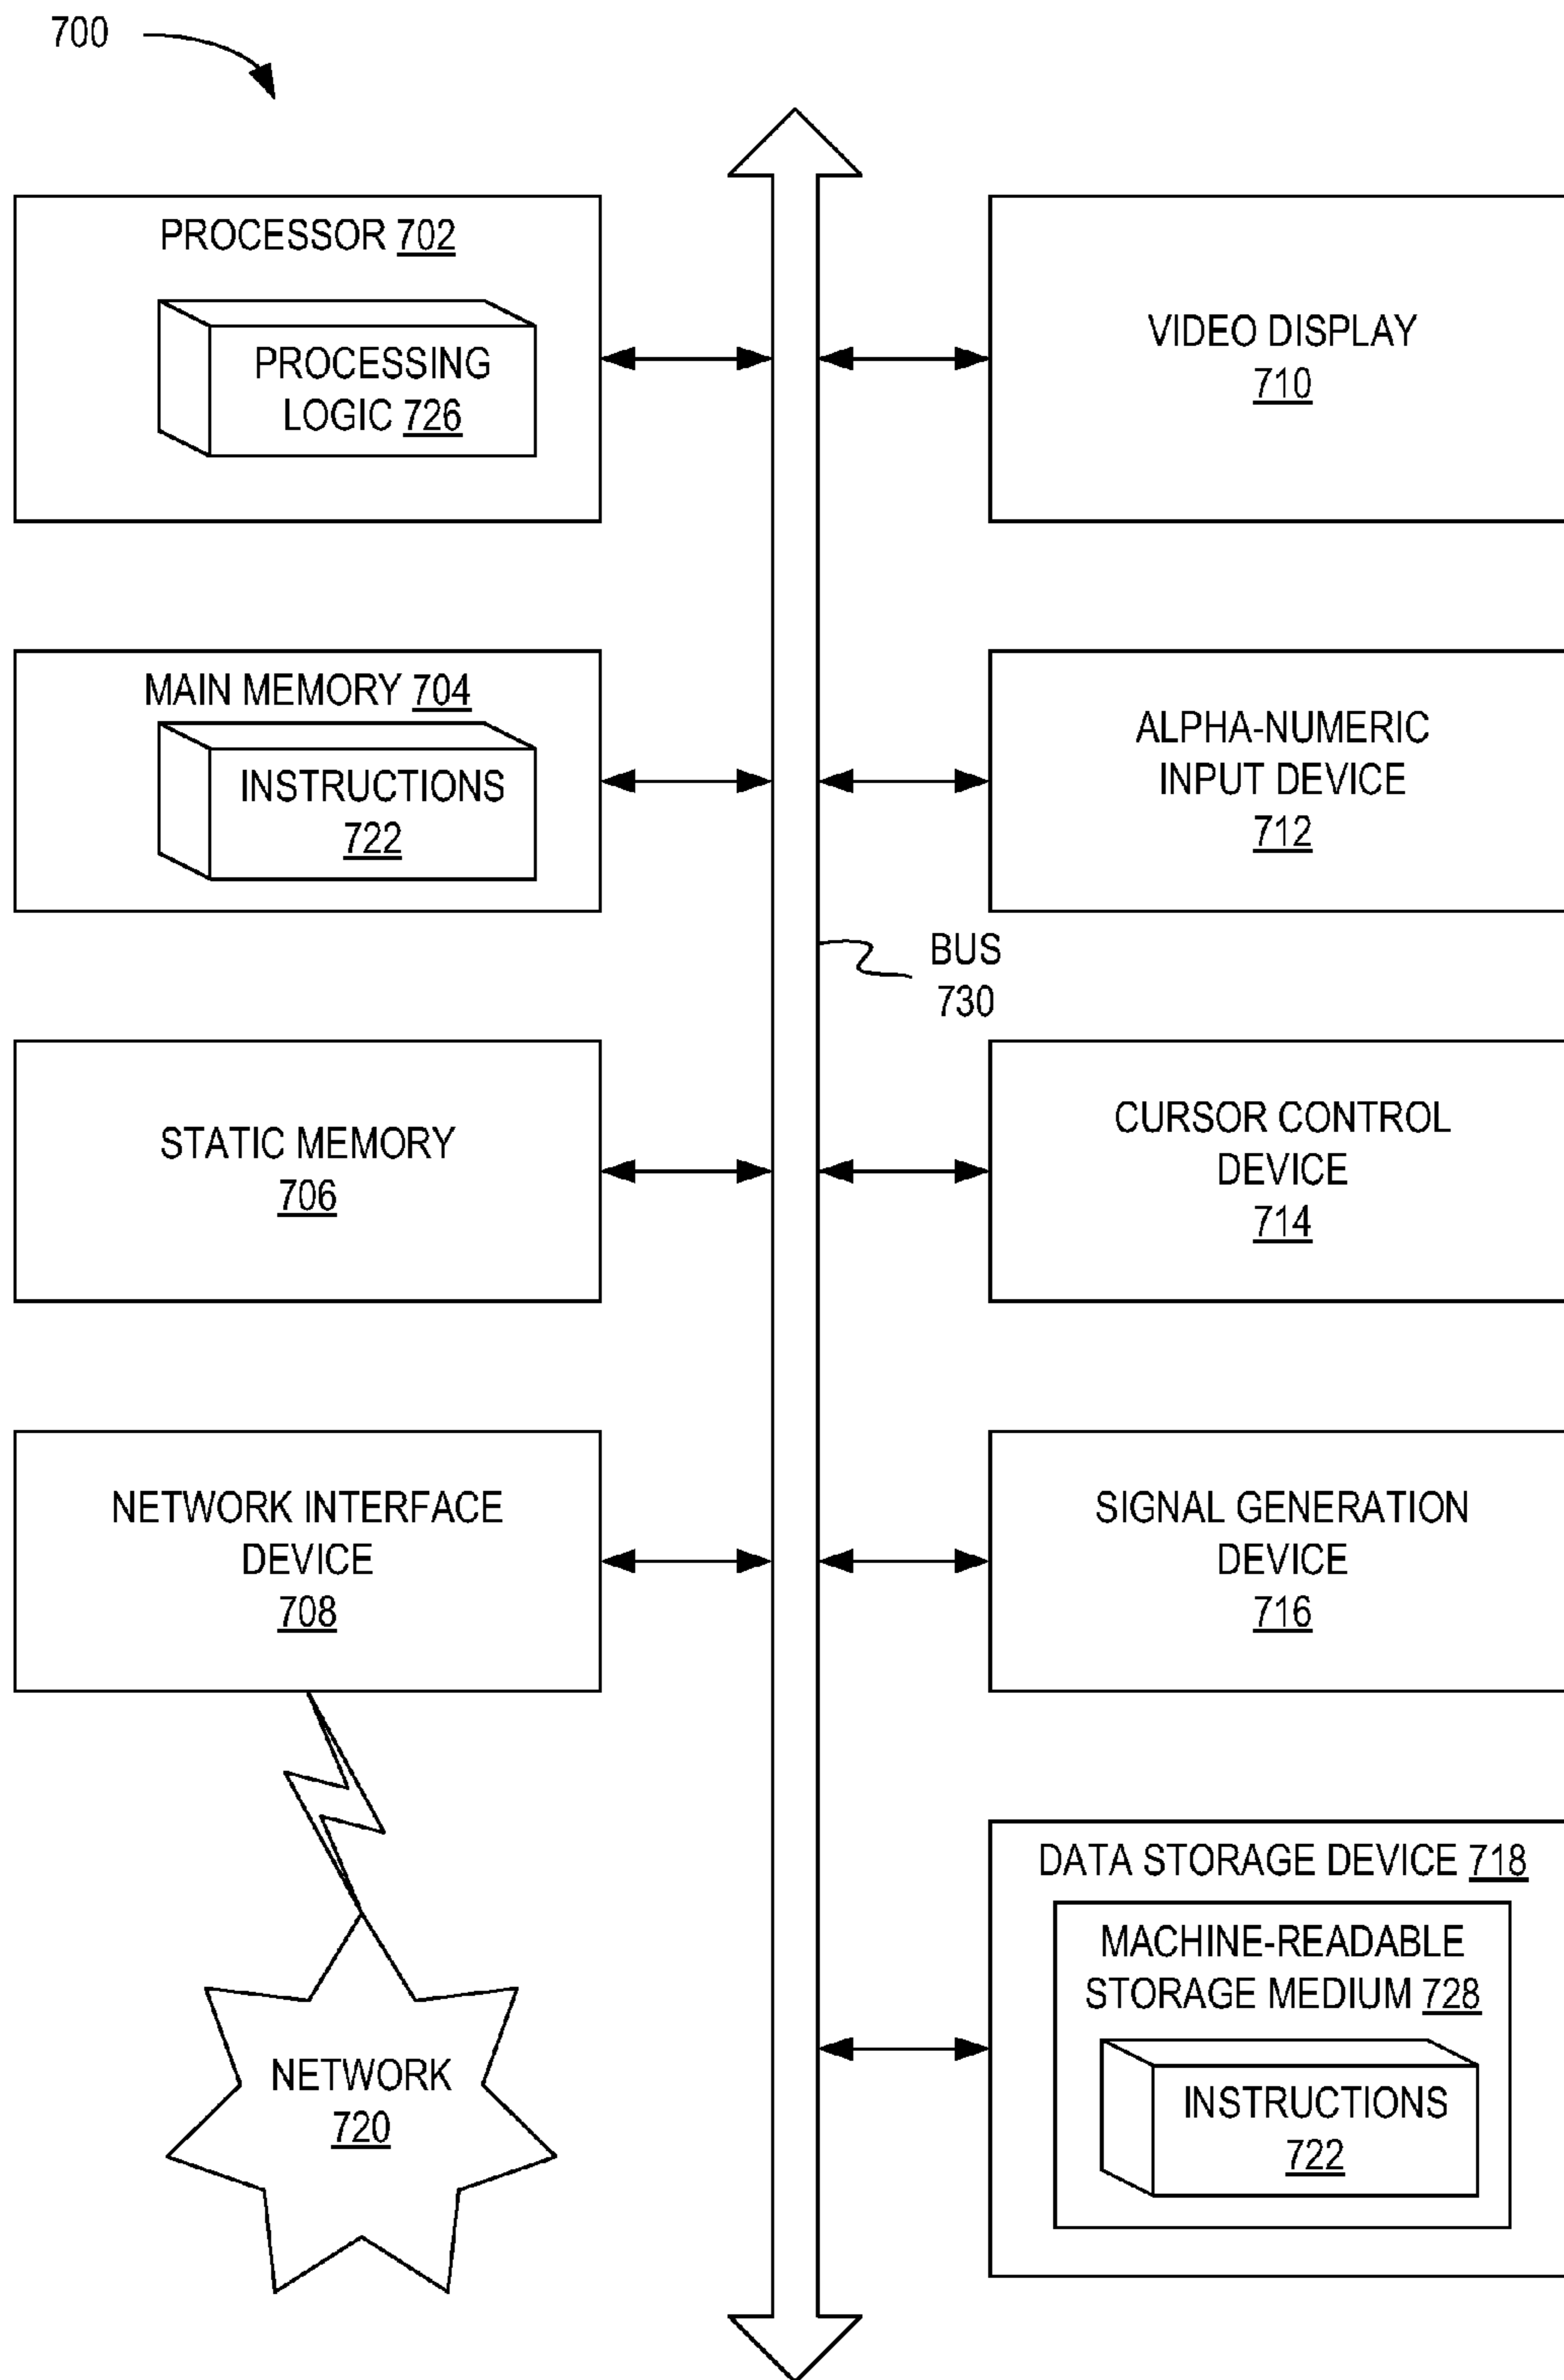 700
PROCESSOR 702
PROCESSING
LOGIC 726
VIDEO DISPLAY
710
MAIN MEMORY 704
INSTRUCTIONS
722
ALPHA-NUMERIC
INPUT DEVICE
712
BUS
730
STATIC MEMORY
706
CURSOR CONTROL
DEVICE
714
NETWORK INTERFACE
DEVICE
708
SIGNAL GENERATION
DEVICE
716
DATA STORAGE DEVICE 718
MACHINE-READABLE
STORAGE MEDIUM 728
INSTRUCTIONS
722
NETWORK
720